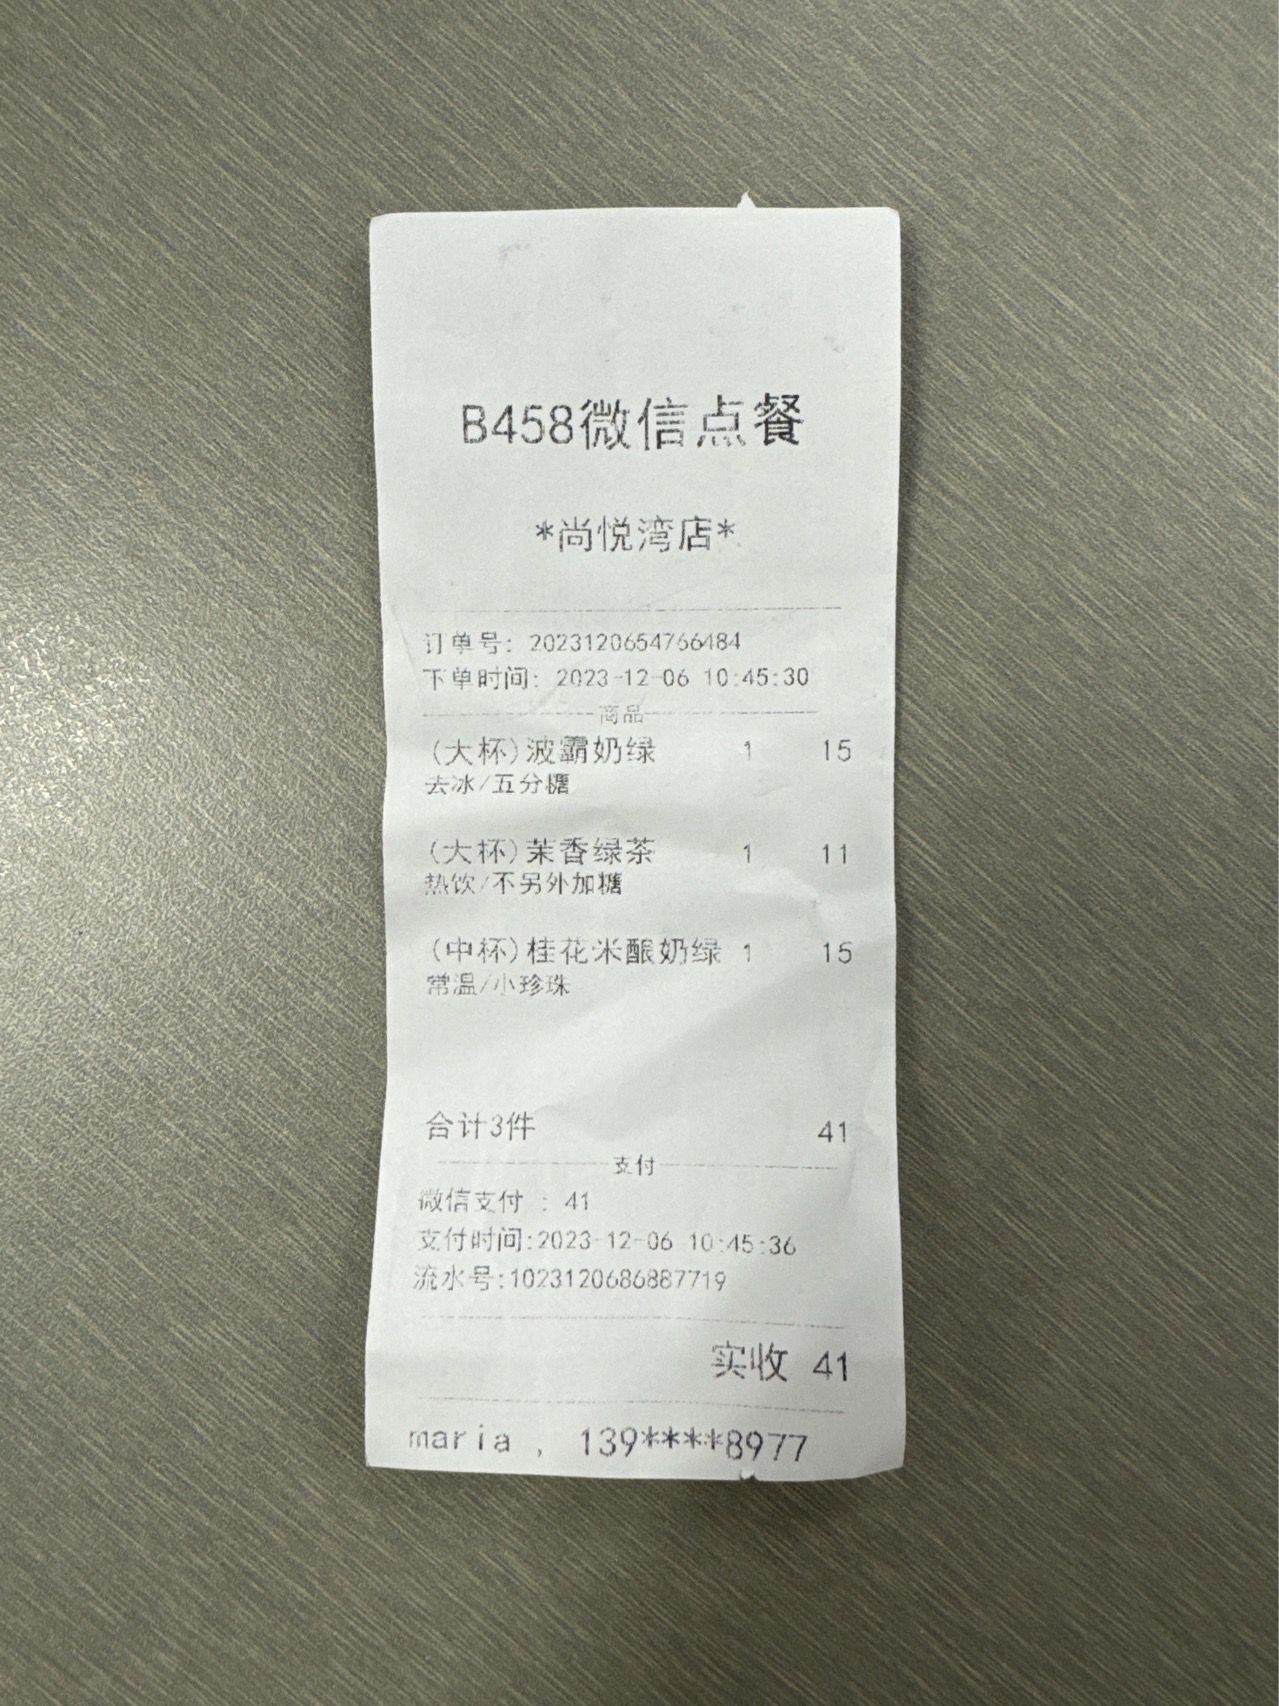 B458微信点餐
*尚悦湾店*
订单号: 2023120654766484
下单时间: 2023-12-06 10:45:30
商品
(大杯)波霸奶绿 1 15
去冰/五分糖
(大杯)茉香绿茶 1 11
热饮/不另外加糖
(中杯)桂花米酿奶绿 1 15
常温/小珍珠
合计3件 41
支付
微信支付 : 41
支付时间:2023-12-06 10:45:36
流水号:1023120686887719
实收 41
maria , 139****8977